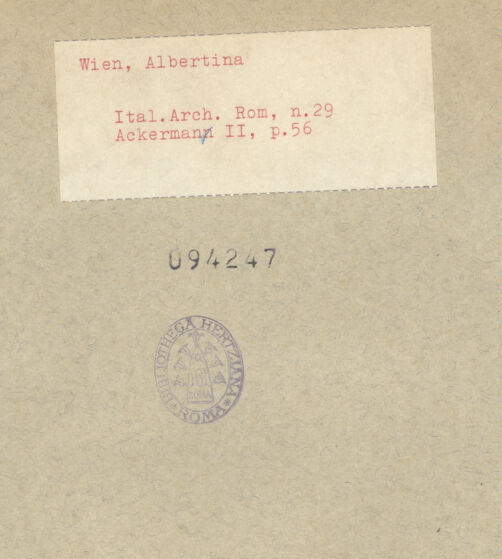 Wien, Albertina
Ital.Arch. Rom, n.29
Ackermann II, p.56
094247
BIBLIOTHECA HERTZIANA
*ROMA*